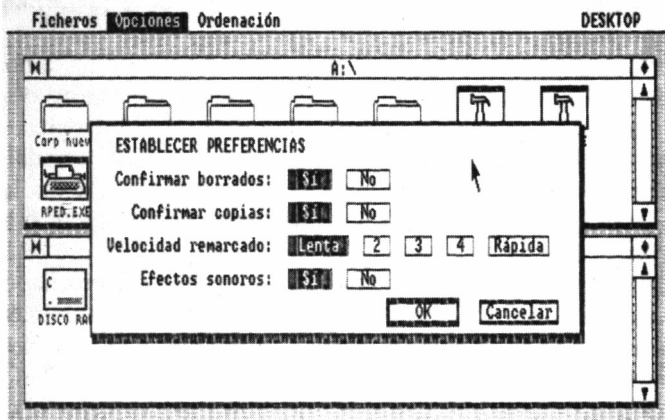 Ficheros Opciones Ordenación DESKTOP
A:\
Carp nuev
ESTABLECER PREFERENCIAS
Confirmar borrados: Sí No
RPED.EXE
Confirmar copias: Sí No
Velocidad remarcado: Lenta 2 3 4 Rápida
Efectos sonoros: Sí No
C
DISCO RA
OK Cancelar